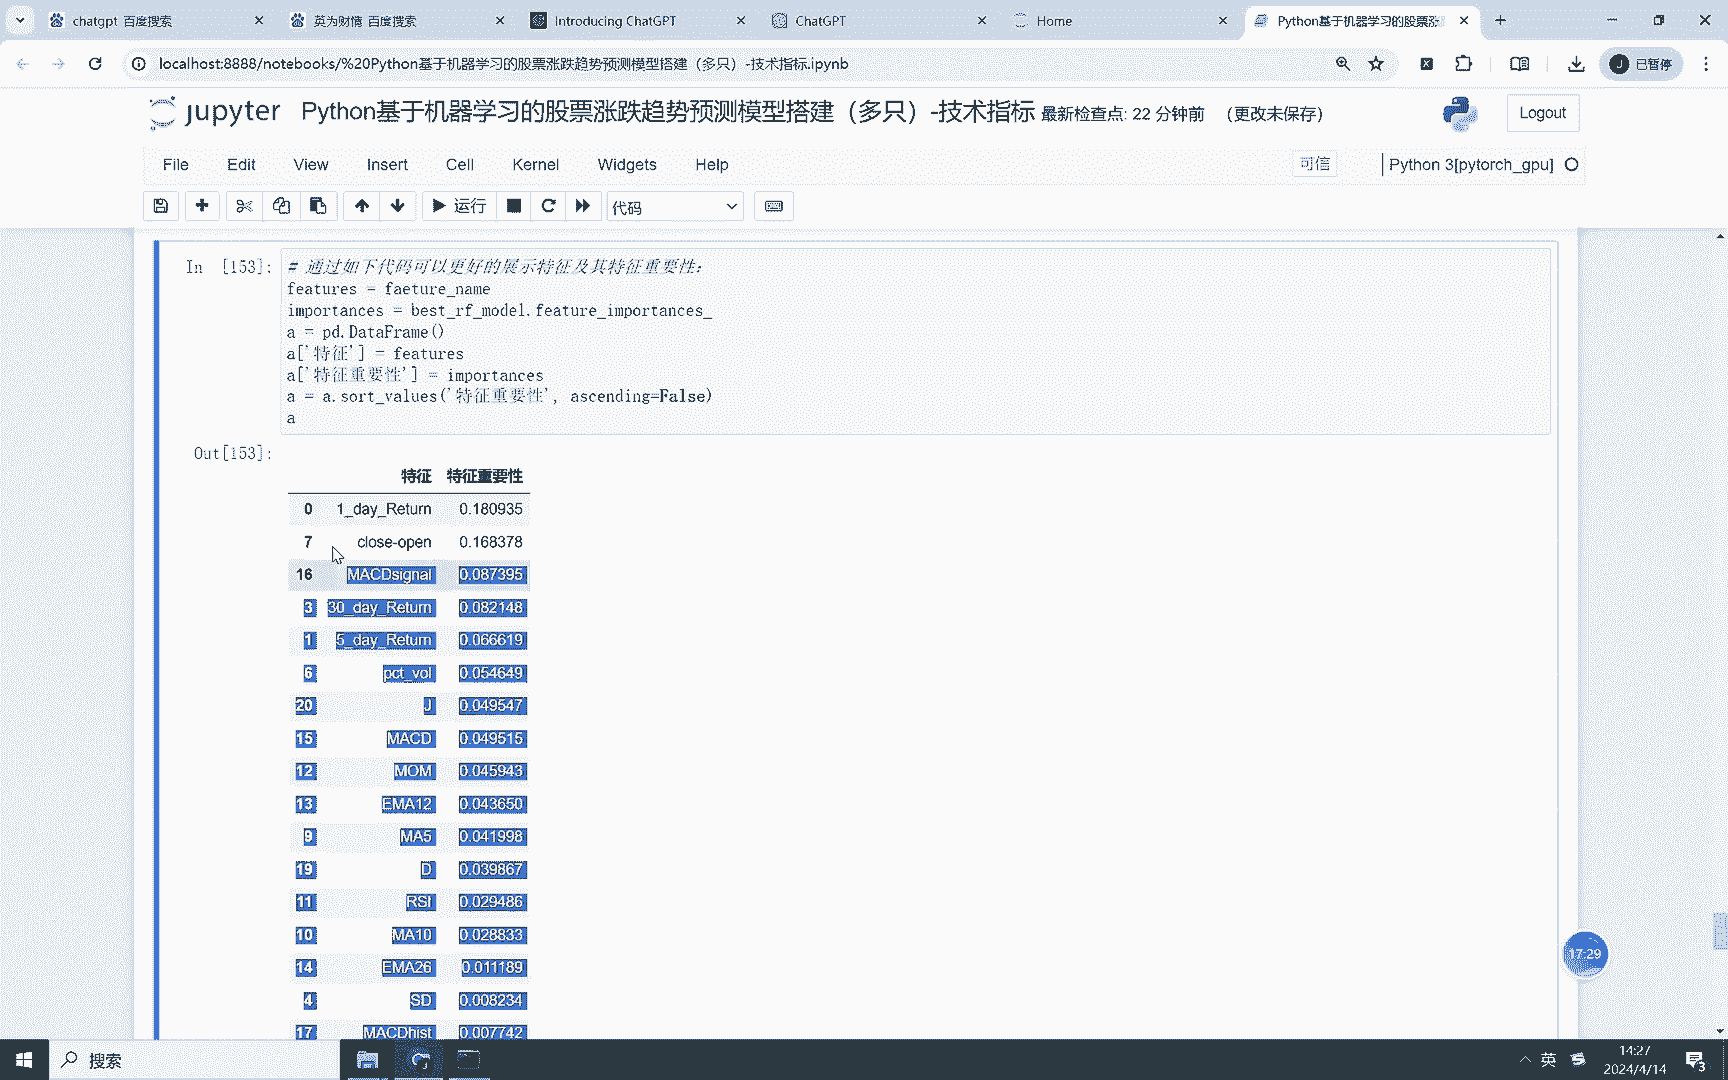 chatgpt_百度搜索
英为财情_百度搜索
Introducing ChatGPT
ChatGPT
Home
Python基于机器学习的股票涨
localhost:8888/notebooks/%20Python基于机器学习的股票涨跌趋势预测模型搭建（多只）-技术指标.ipynb
J 已暂停
jupyter Python基于机器学习的股票涨跌趋势预测模型搭建（多只）-技术指标 最新检查点: 22 分钟前 （更改未保存）
Logout
File Edit View Insert Cell Kernel Widgets Help
可信 Python 3[pytorch_gpu]
运行 代码
In [153]:
# 通过如下代码可以更好的展示特征及其特征重要性:
features = faeture_name
importances = best_rf_model.feature_importances_
a = pd.DataFrame()
a['特征'] = features
a['特征重要性'] = importances
a = a.sort_values('特征重要性', ascending=False)
a
Out[153]:
特征 特征重要性
0 1_day_Return 0.180935
7 close-open 0.168378
16 MACDsignal 0.087395
3 30_day_Return 0.082148
1 5_day_Return 0.066619
6 pct_vol 0.054649
20 J 0.049547
15 MACD 0.049515
12 MOM 0.045943
13 EMA12 0.043650
9 MA5 0.041998
19 D 0.039867
11 RSI 0.029486
10 MA10 0.028833
14 EMA26 0.011189
4 SD 0.008234
17 MACDhist 0.007742
17:29
搜索
英
14:27
2024/4/14
3